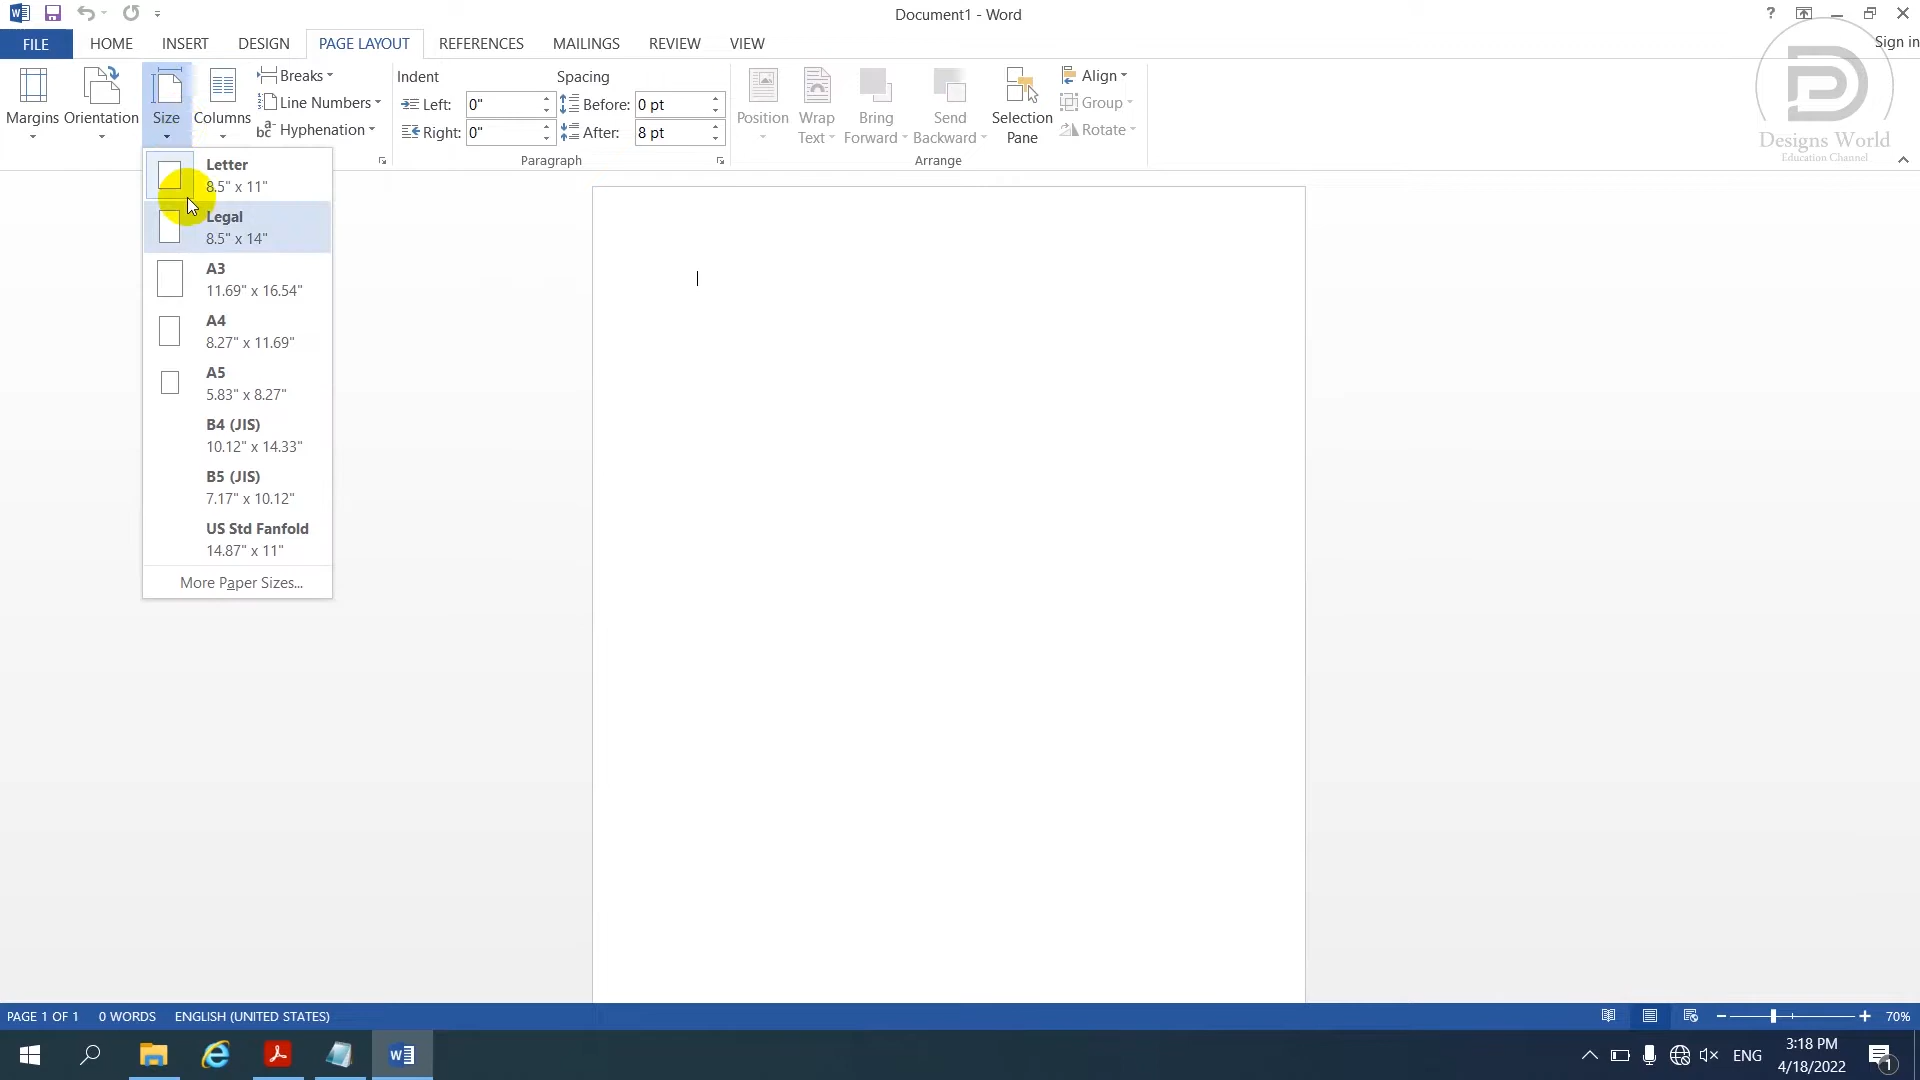 Document1 - Word
?
Sign in
FILE
HOME
INSERT
DESIGN
PAGE LAYOUT
REFERENCES
MAILINGS
REVIEW
VIEW
Margins
Orientation
Size
Columns
Breaks
Line Numbers
Hyphenation
Indent
Left: 0"
Right: 0"
Spacing
Before: 0 pt
After: 8 pt
Paragraph
Position
Wrap
Text
Bring
Forward
Send
Backward
Selection
Pane
Align
Group
Rotate
Arrange
Designs World
Education Channel
Letter
8.5" x 11"
Legal
8.5" x 14"
A3
11.69" x 16.54"
A4
8.27" x 11.69"
A5
5.83" x 8.27"
B4 (JIS)
10.12" x 14.33"
B5 (JIS)
7.17" x 10.12"
US Std Fanfold
14.87" x 11"
More Paper Sizes...
PAGE 1 OF 1
0 WORDS
ENGLISH (UNITED STATES)
70%
ENG
3:18 PM
4/18/2022
1